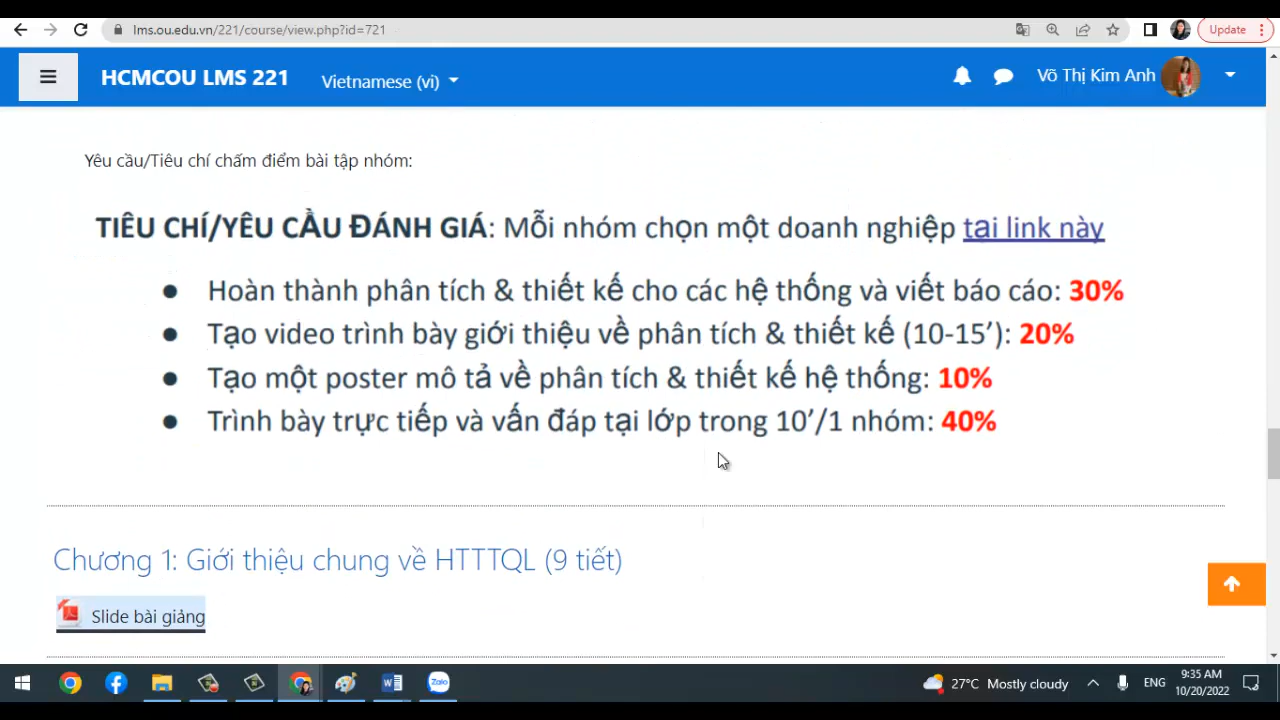 lms.ou.edu.vn/221/course/view.php?id=721
Update
HCMCOU LMS 221
Vietnamese (vi)
Võ Thị Kim Anh
Yêu cầu/Tiêu chí chấm điểm bài tập nhóm:
TIÊU CHÍ/YÊU CẦU ĐÁNH GIÁ: Mỗi nhóm chọn một doanh nghiệp tại link này
● Hoàn thành phân tích & thiết kế cho các hệ thống và viết báo cáo: 30%
● Tạo video trình bày giới thiệu về phân tích & thiết kế (10-15’): 20%
● Tạo một poster mô tả về phân tích & thiết kế hệ thống: 10%
● Trình bày trực tiếp và vấn đáp tại lớp trong 10’/1 nhóm: 40%
Chương 1: Giới thiệu chung về HTTTQL (9 tiết)
Slide bài giảng
Zalo
27°C Mostly cloudy
ENG
9:35 AM
10/20/2022